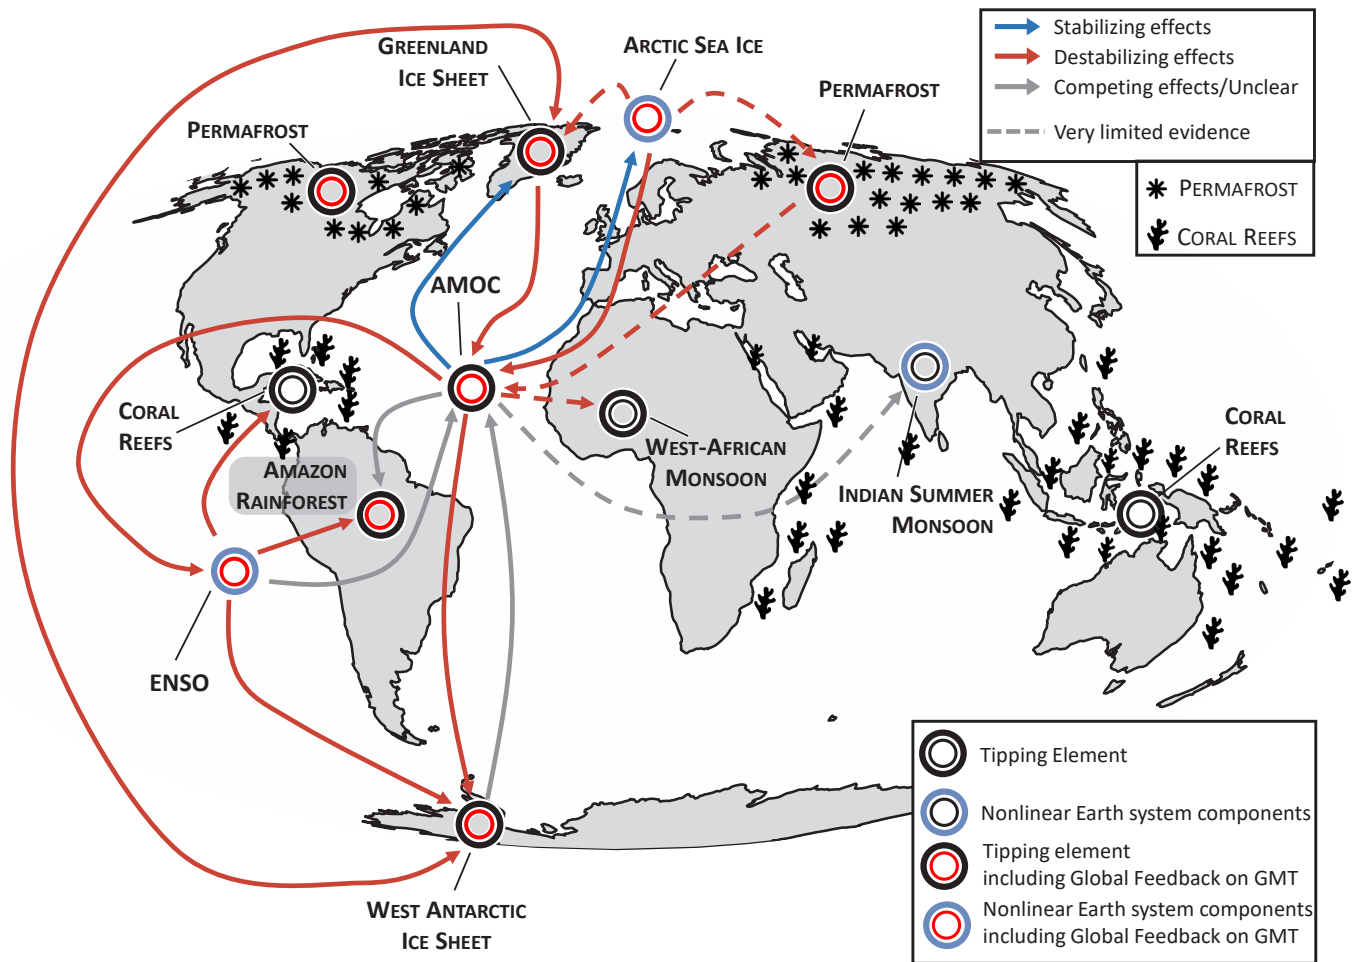 GREENLAND
ICE SHEET
ARCTIC SEA ICE
PERMAFROST
PERMAFROST
Stabilizing effects
Destabilizing effects
Competing effects/Unclear
Very limited evidence
PERMAFROST
CORAL REEFS
AMOC
CORAL
REEFS
AMAZON
RAINFOREST
WEST-AFRICAN
MONSOON
INDIAN SUMMER
MONSOON
CORAL
REEFS
ENSO
WEST ANTARCTIC
ICE SHEET
Tipping Element
Nonlinear Earth system components
Tipping element
including Global Feedback on GMT
Nonlinear Earth system components
including Global Feedback on GMT